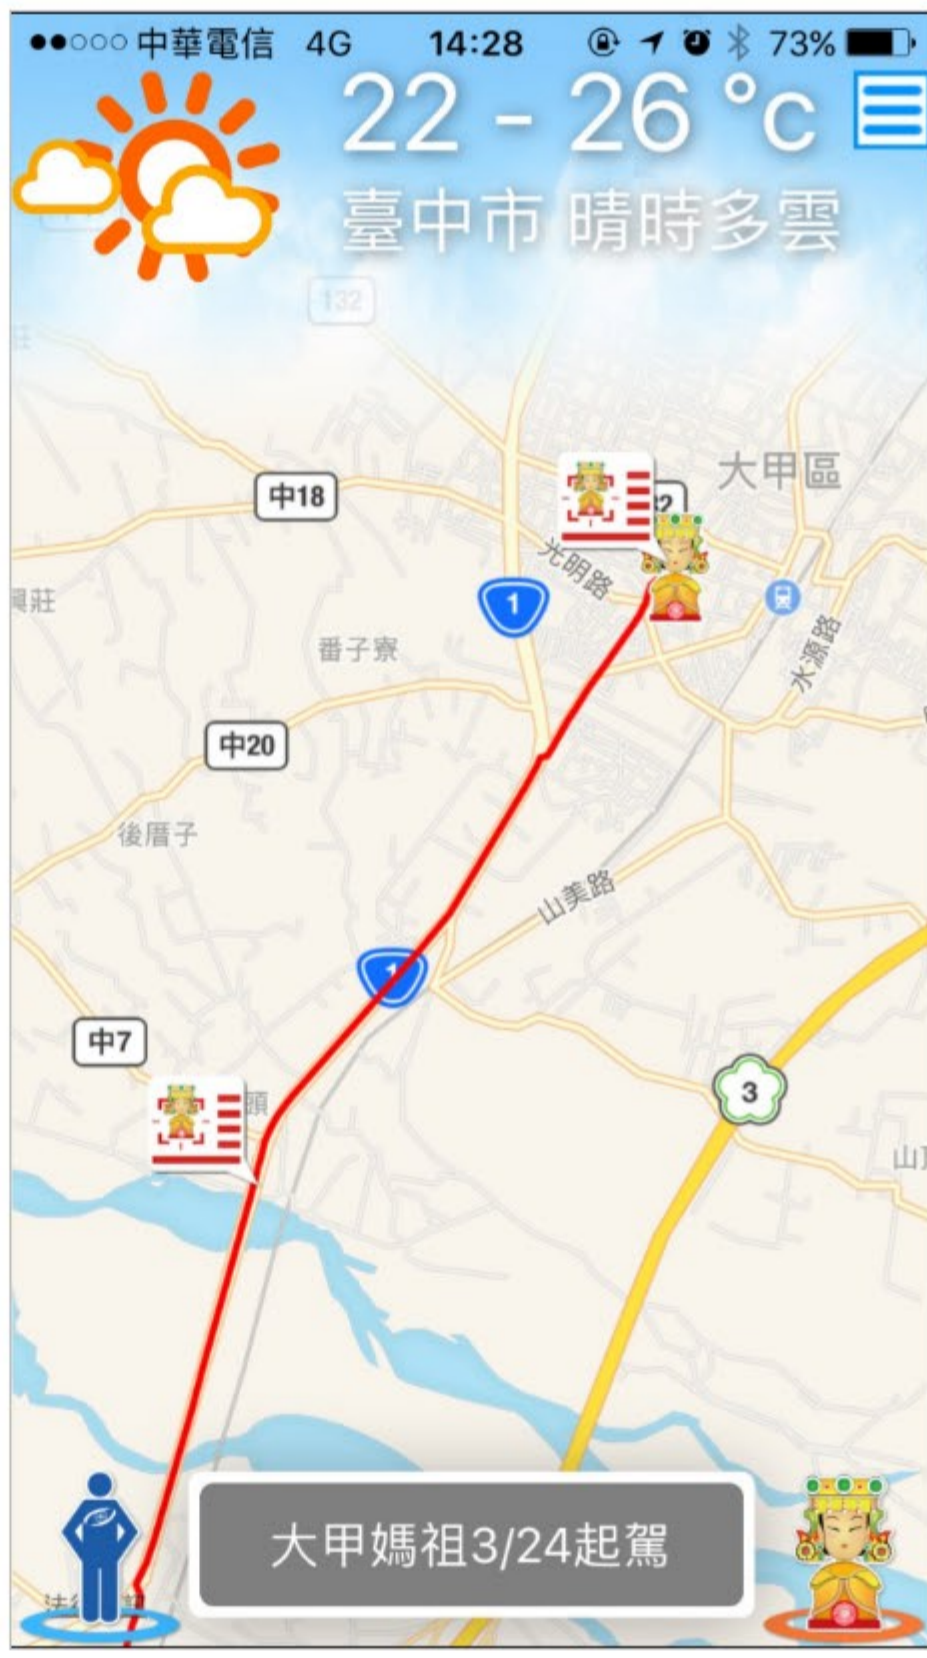 中華電信 4G 14:28 73%
22 - 26 °c
臺中市 晴時多雲
132
大甲區
中18
光明路
1
水源路
番子寮
中20
後厝子
山美路
1
中7
3
大甲媽祖3/24起駕